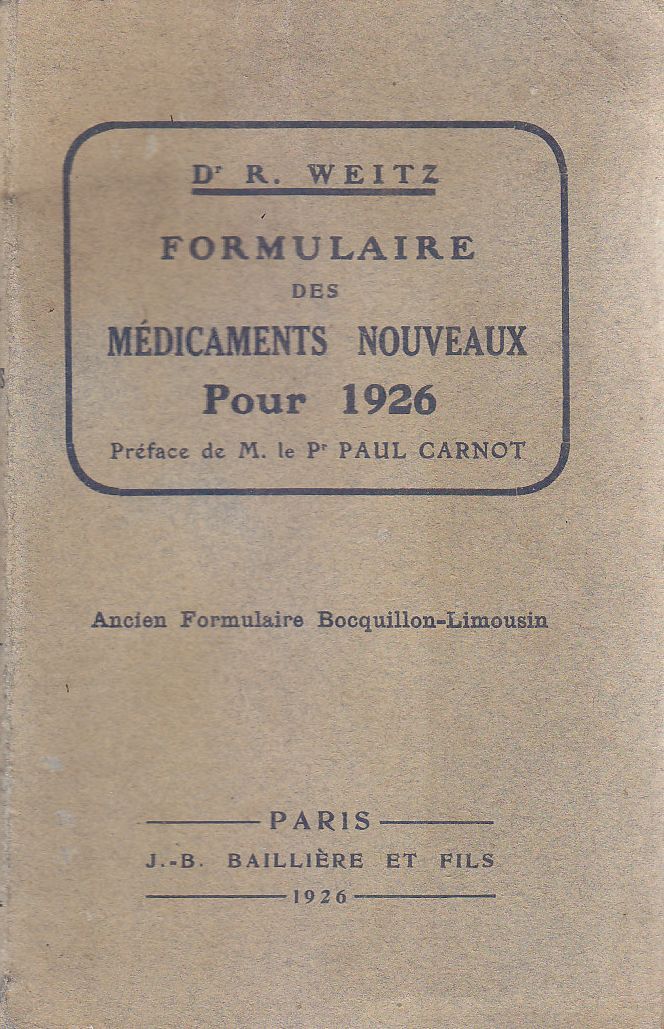 Dr R. WEITZ
FORMULAIRE
DES
MÉDICAMENTS NOUVEAUX
Pour 1926
Préface de M. le Pr PAUL CARNOT
Ancien Formulaire Bocquillon-Limousin
PARIS
J.-B. BAILLIÈRE ET FILS
1926